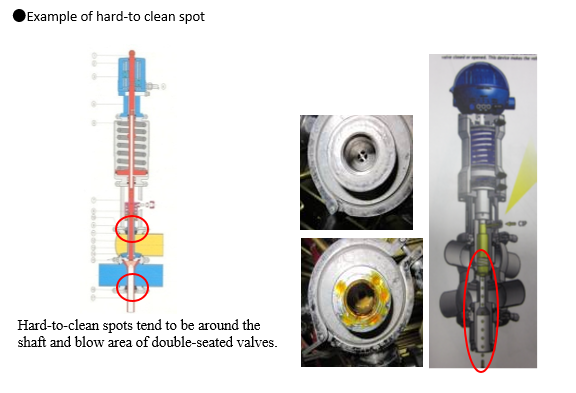 ●Example of hard-to clean spot
Hard-to-clean spots tend to be around the
shaft and blow area of double-seated valves.
CIP